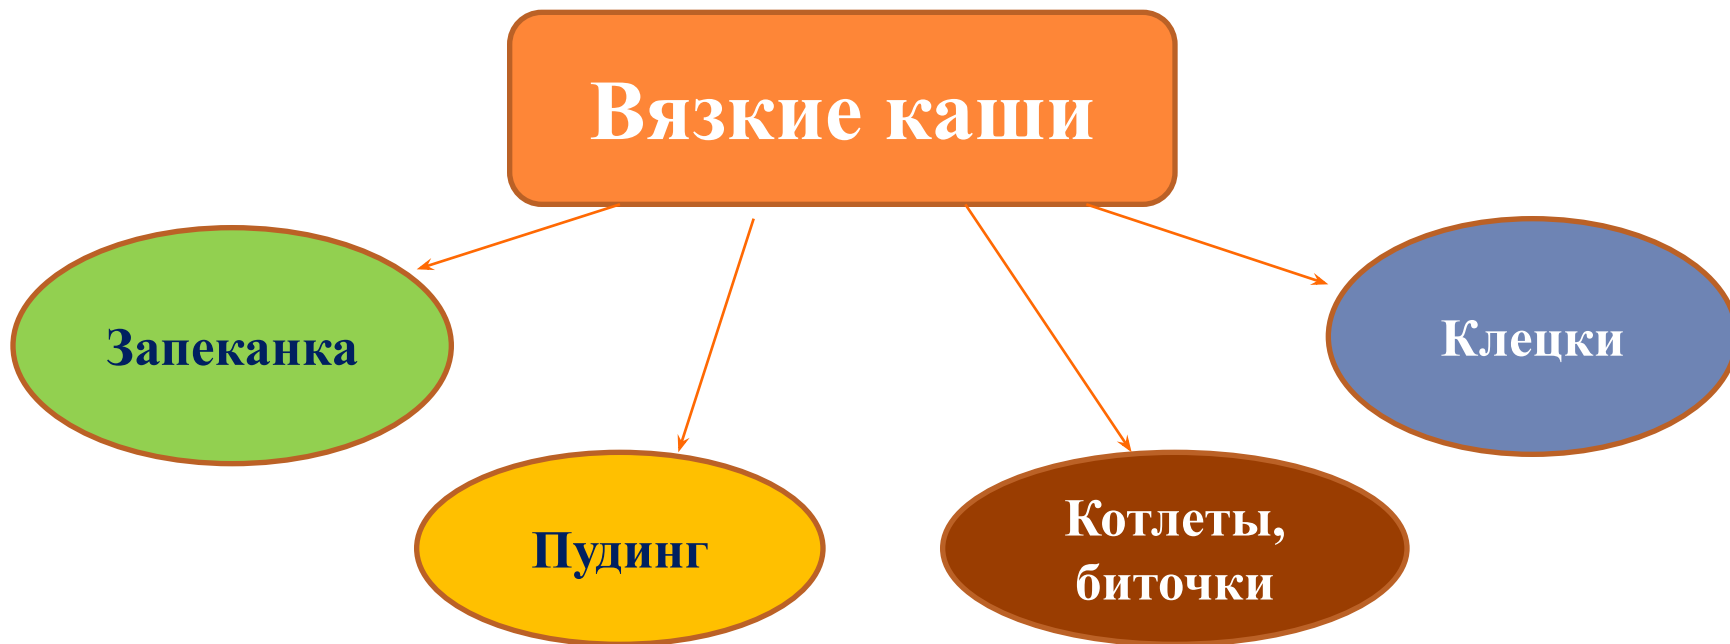 Вязкие каши
Запеканка
Клецки
Пудинг
Котлеты,
биточки